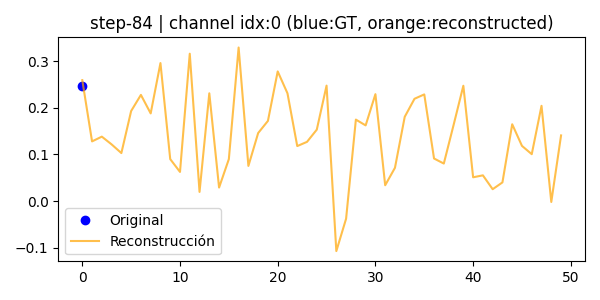 step-84 | channel idx:0 (blue:GT, orange:reconstructed)
0.3
0.2
0.1
0.0
−0.1
Original
Reconstrucción
0 10 20 30 40 50